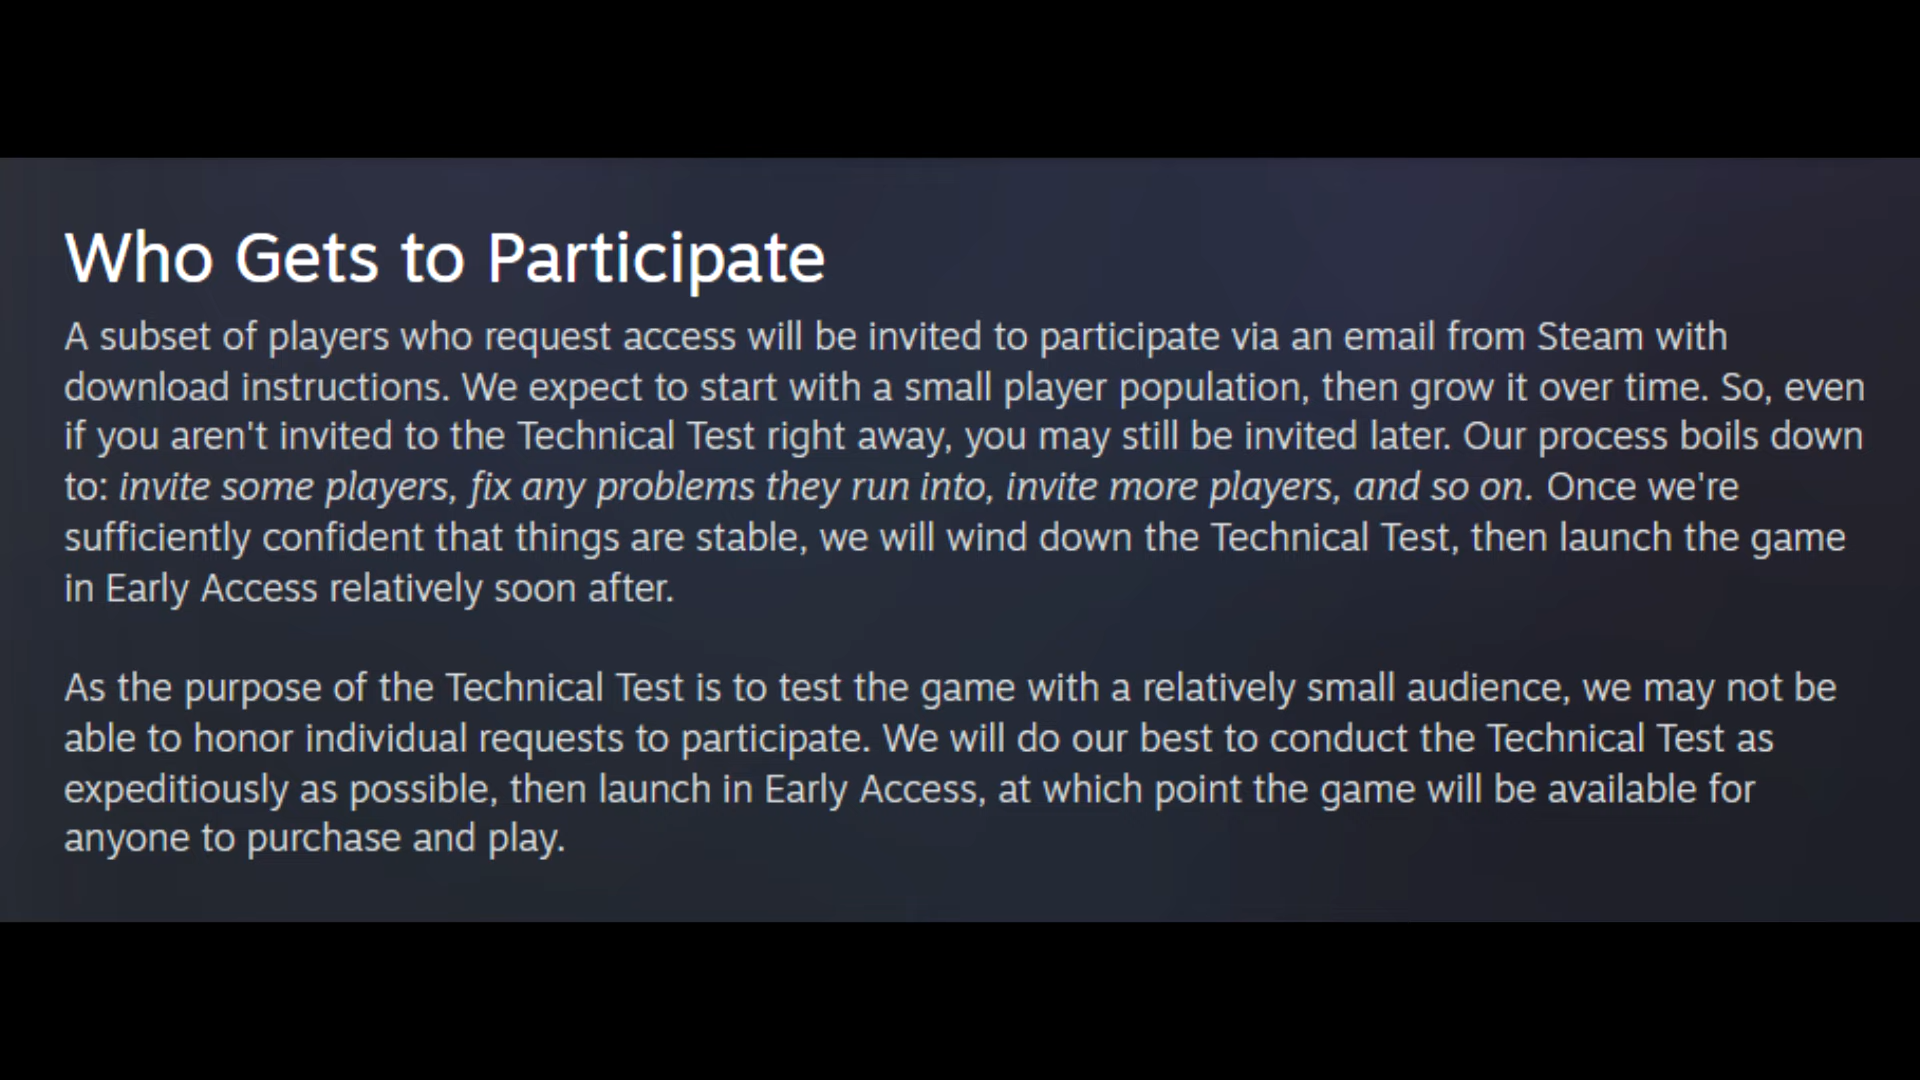 Who Gets to Participate
A subset of players who request access will be invited to participate via an email from Steam with
download instructions. We expect to start with a small player population, then grow it over time. So, even
if you aren't invited to the Technical Test right away, you may still be invited later. Our process boils down
to: invite some players, fix any problems they run into, invite more players, and so on. Once we're
sufficiently confident that things are stable, we will wind down the Technical Test, then launch the game
in Early Access relatively soon after.
As the purpose of the Technical Test is to test the game with a relatively small audience, we may not be
able to honor individual requests to participate. We will do our best to conduct the Technical Test as
expeditiously as possible, then launch in Early Access, at which point the game will be available for
anyone to purchase and play.